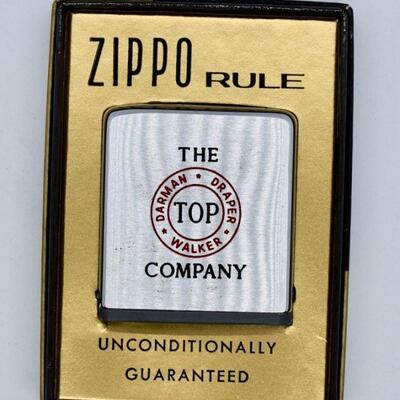 ZIPPO RULE
THE
DARMAN * DRAPER * WALKER *
TOP
COMPANY
UNCONDITIONALLY
GUARANTEED